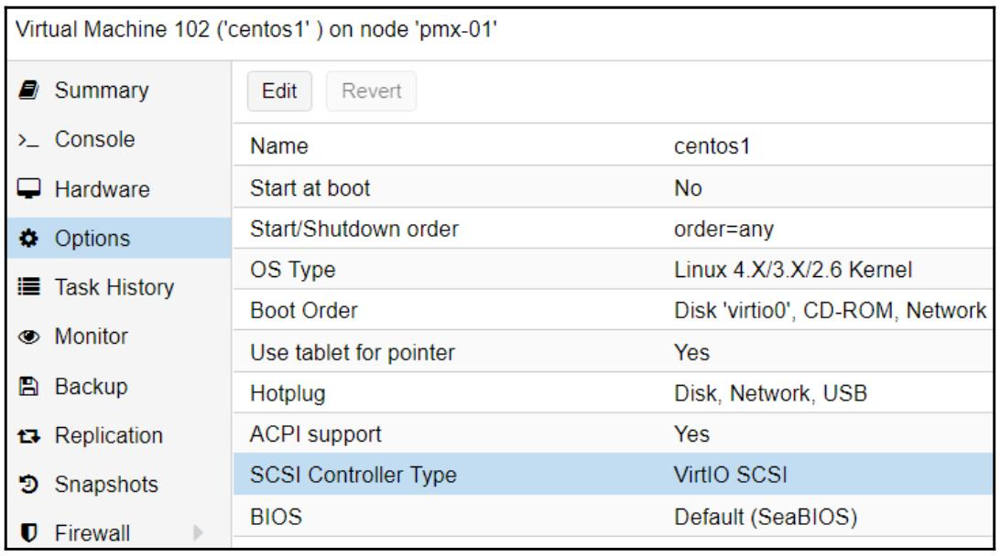 Virtual Machine 102 ('centos1' ) on node 'pmx-01'
Summary
Console
Hardware
Options
Task History
Monitor
Backup
Replication
Snapshots
Firewall
Edit Revert
Name centos1
Start at boot No
Start/Shutdown order order=any
OS Type Linux 4.X/3.X/2.6 Kernel
Boot Order Disk 'virtio0', CD-ROM, Network
Use tablet for pointer Yes
Hotplug Disk, Network, USB
ACPI support Yes
SCSI Controller Type VirtIO SCSI
BIOS Default (SeaBIOS)